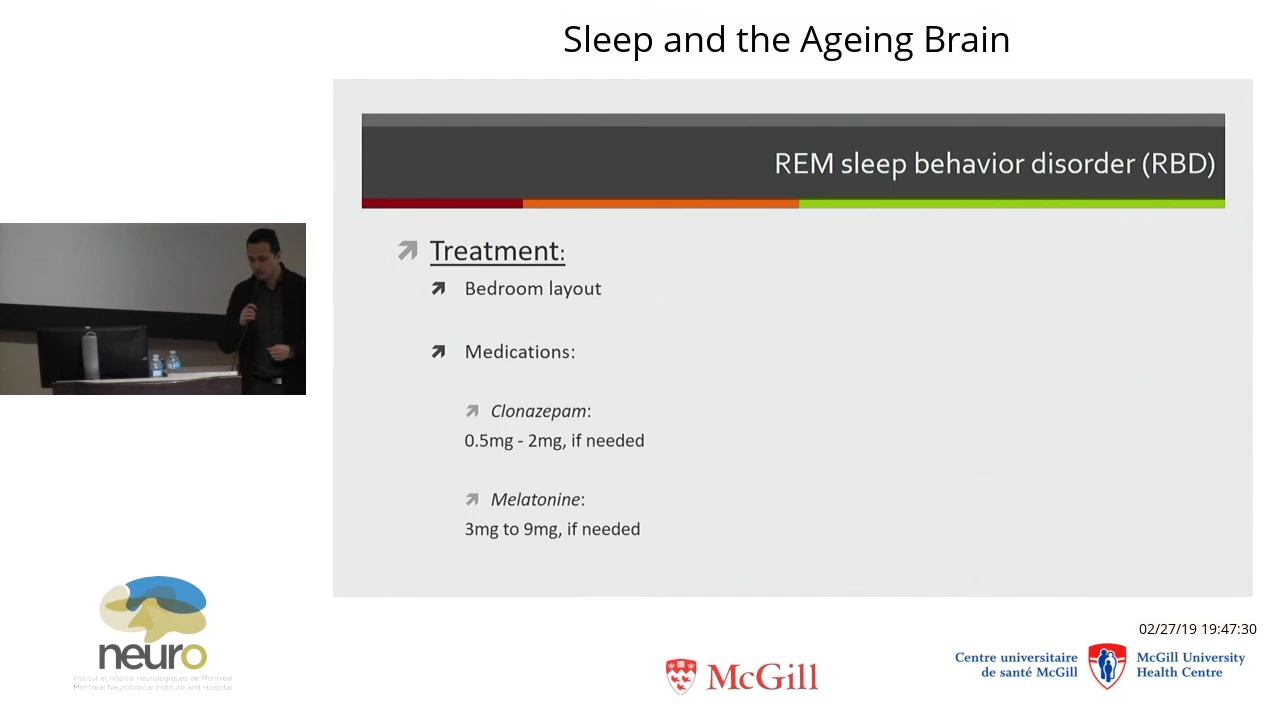 Sleep and the Ageing Brain
REM sleep behavior disorder (RBD)
Treatment:
Bedroom layout
Medications:
Clonazepam:
0.5mg - 2mg, if needed
Melatonine:
3mg to 9mg, if needed
neuro
Institut et hôpital neurologiques de Montréal
Montreal Neurological Institute and Hospital
02/27/19 19:47:30
McGill
Centre universitaire
de santé McGill
McGill University
Health Centre